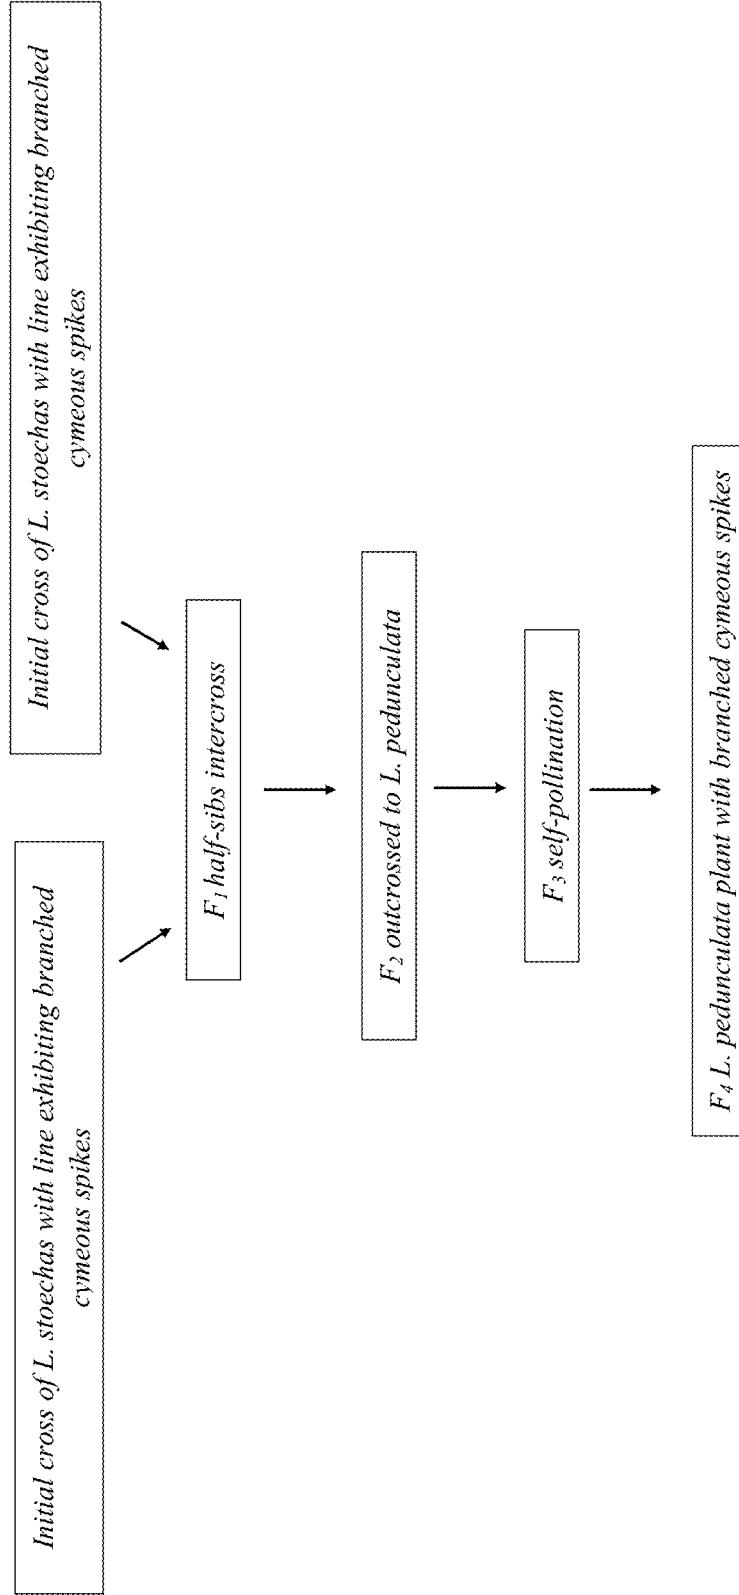 Initial cross of L. stoechas with line exhibiting branched
cymeous spikes
Initial cross of L. stoechas with line exhibiting branched
cymeous spikes
F1 half-sibs intercross
F2 outcrossed to L. pedunculata
F3 self-pollination
F4 L. pedunculata plant with branched cymeous spikes